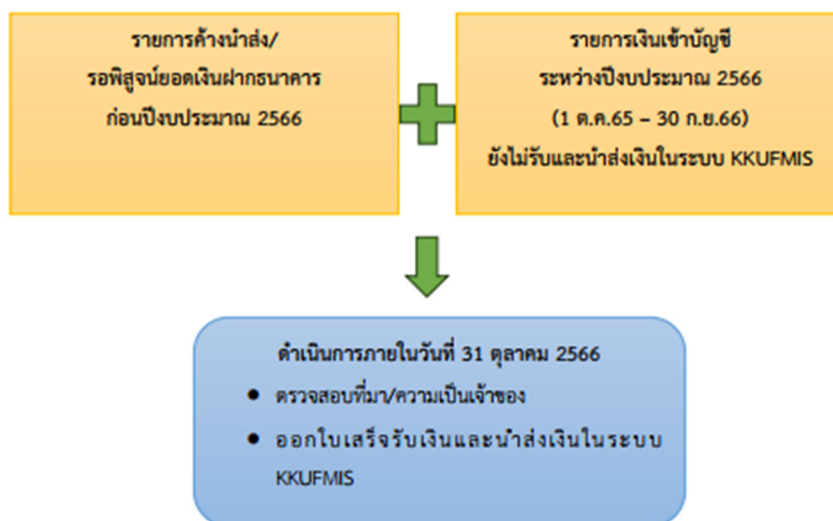 รายการค้างนำส่ง/
รอพิสูจน์ยอดเงินฝากธนาคาร
ก่อนปีงบประมาณ 2566
รายการเงินเข้าบัญชี
ระหว่างปีงบประมาณ 2566
(1 ต.ค.65 – 30 ก.ย.66)
ยังไม่รับและนำส่งเงินในระบบ KKUFMIS
ดำเนินการภายในวันที่ 31 ตุลาคม 2566
● ตรวจสอบที่มา/ความเป็นเจ้าของ
● ออกใบเสร็จรับเงินและนำส่งเงินในระบบ
KKUFMIS